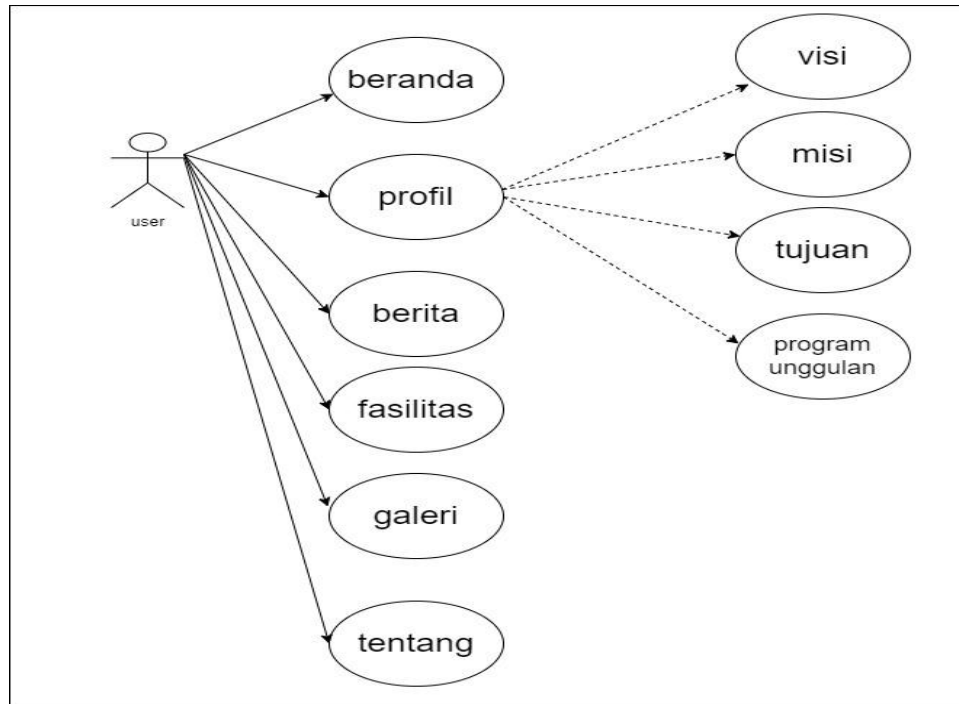 beranda
user
profil
berita
fasilitas
galeri
tentang
visi
misi
tujuan
program
unggulan